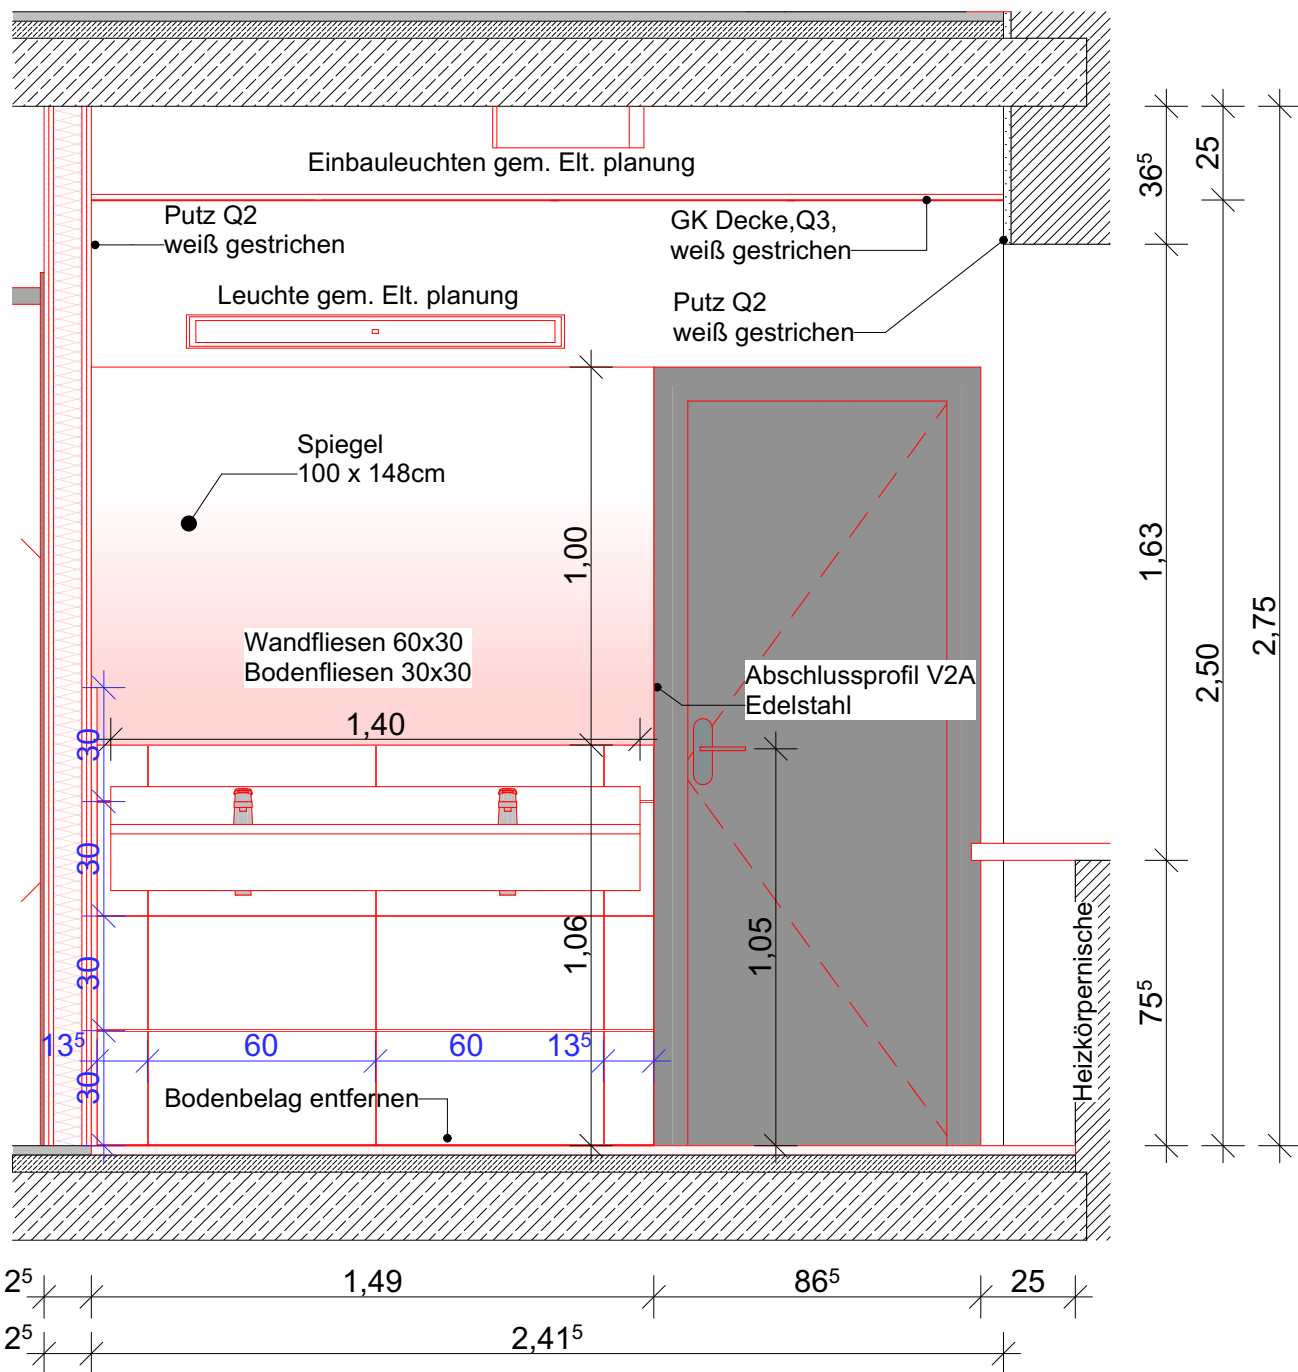 Einbauleuchten gem. Elt. planung
Putz Q2
weiß gestrichen
GK Decke,Q3,
weiß gestrichen
Leuchte gem. Elt. planung
Putz Q2
weiß gestrichen
Spiegel
100 x 148cm
Wandfliesen 60x30
Bodenfliesen 30x30
Abschlussprofil V2A
Edelstahl
1,40
1,00
1,06
1,05
30
30
30
30
13⁵
60
60
13⁵
Bodenbelag entfernen
Heizkörpernische
36⁵
25
1,63
2,50
2,75
75⁵
2⁵
1,49
86⁵
25
2⁵
2,41⁵